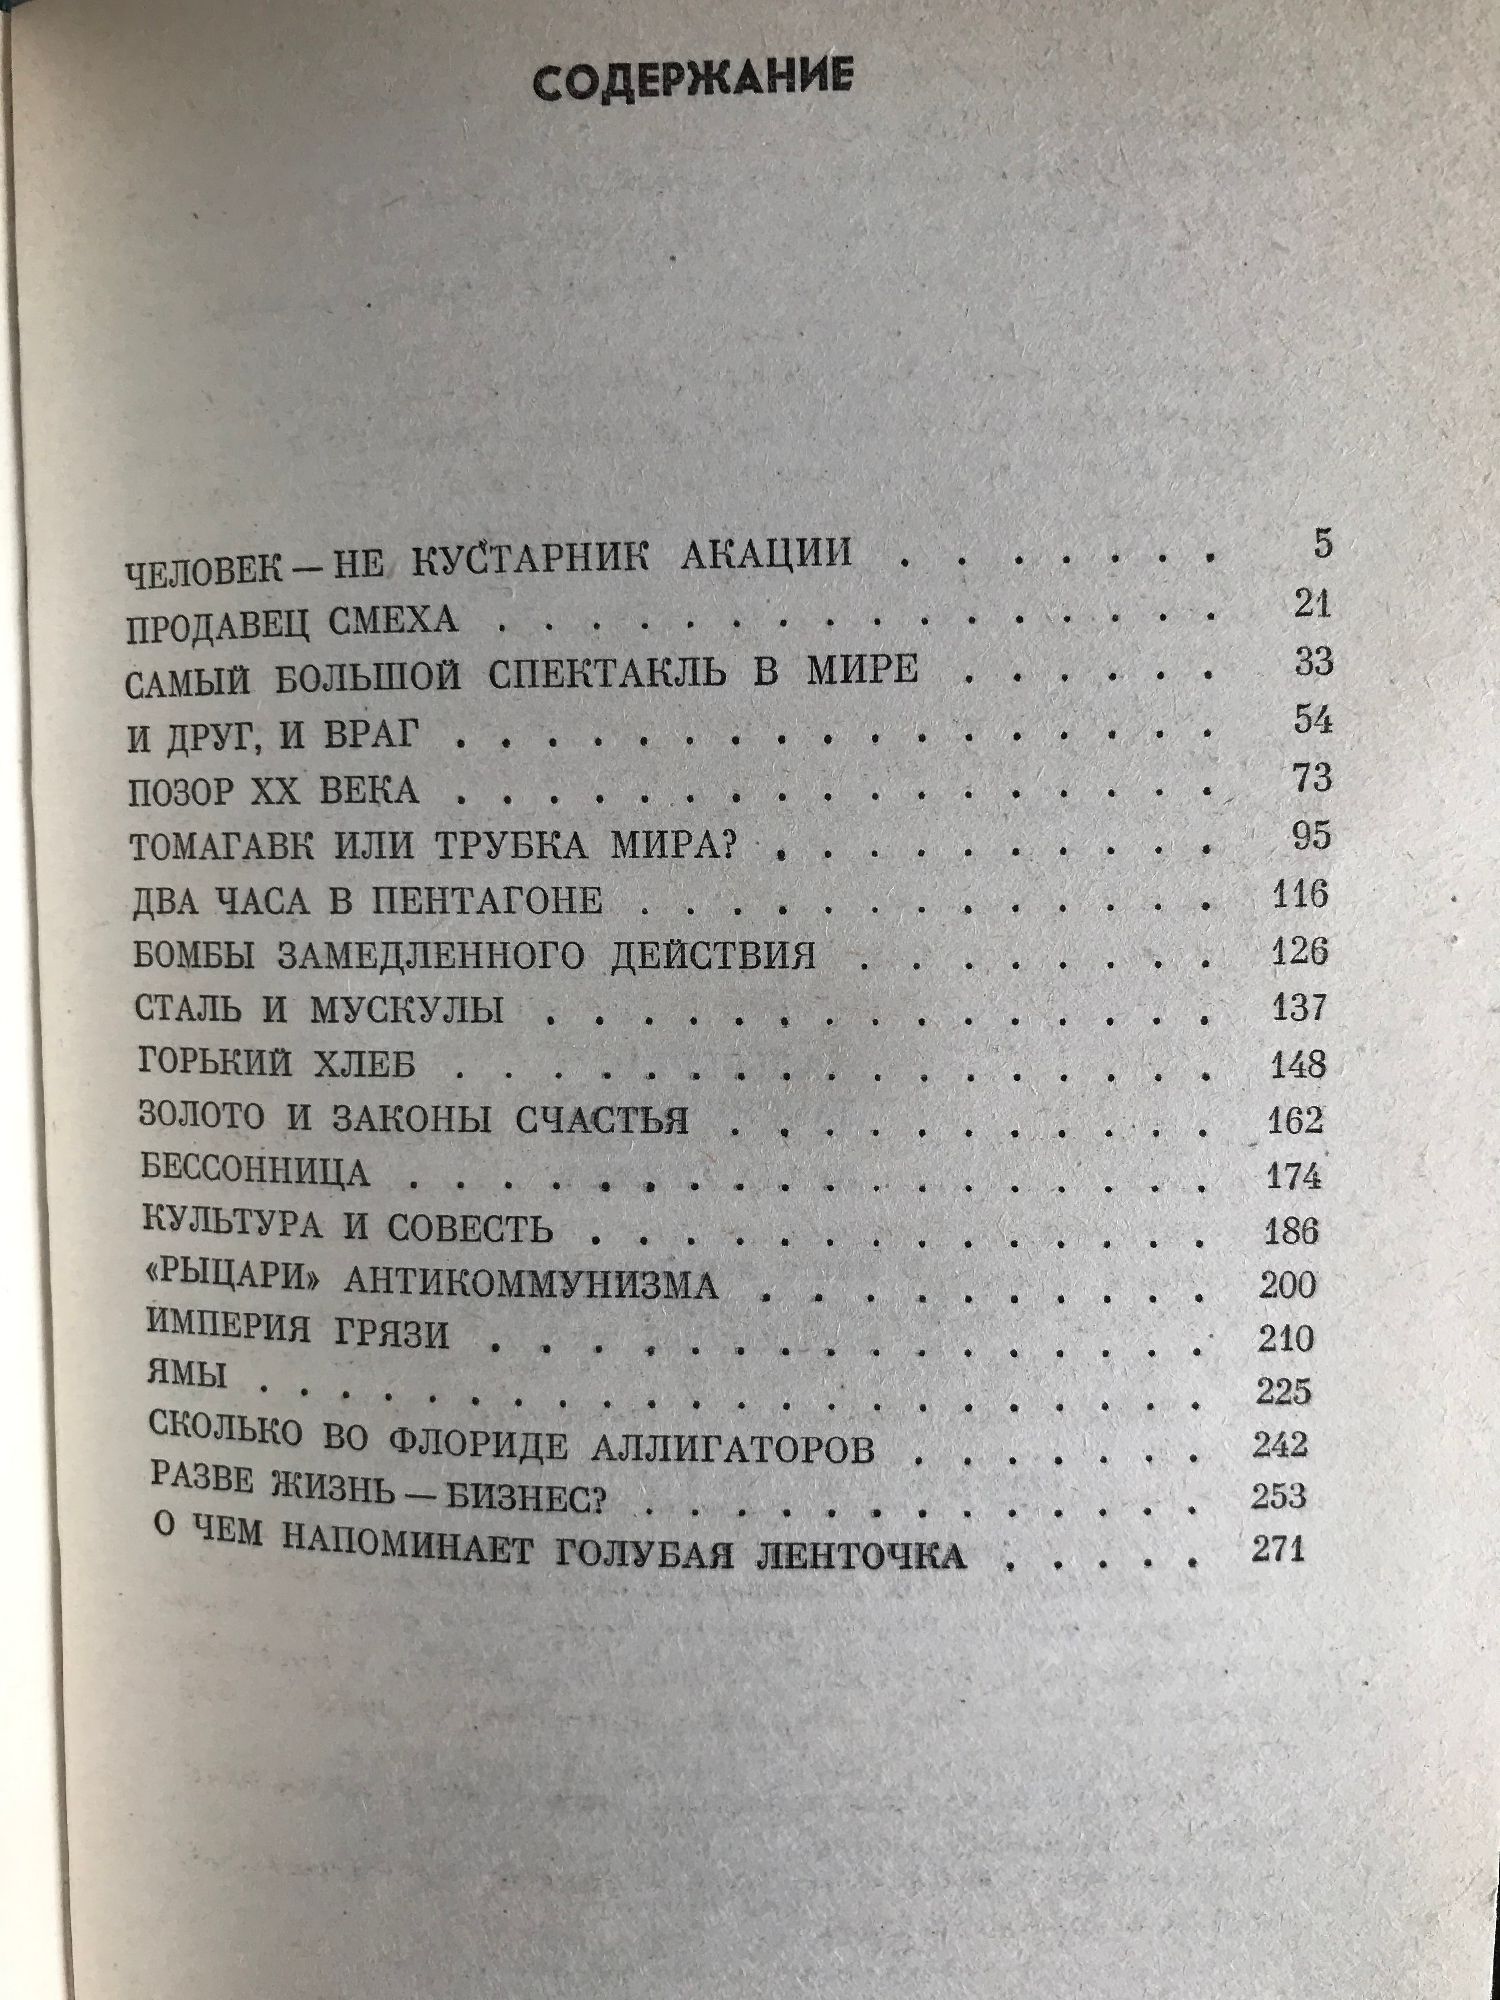 СОДЕРЖАНИЕ
ЧЕЛОВЕК — НЕ КУСТАРНИК АКАЦИИ . . . . . . . 5
ПРОДАВЕЦ СМЕХА . . . . . . . . . . . . . . . . 21
САМЫЙ БОЛЬШОЙ СПЕКТАКЛЬ В МИРЕ . . . . . . 33
И ДРУГ, И ВРАГ . . . . . . . . . . . . . . . . . 54
ПОЗОР XX ВЕКА . . . . . . . . . . . . . . . . . 73
ТОМАГАВК ИЛИ ТРУБКА МИРА? . . . . . . . . . . 95
ДВА ЧАСА В ПЕНТАГОНЕ . . . . . . . . . . . . . 116
БОМБЫ ЗАМЕДЛЕННОГО ДЕЙСТВИЯ . . . . . . . . 126
СТАЛЬ И МУСКУЛЫ . . . . . . . . . . . . . . . 137
ГОРЬКИЙ ХЛЕБ . . . . . . . . . . . . . . . . . 148
ЗОЛОТО И ЗАКОНЫ СЧАСТЬЯ . . . . . . . . . . . 162
БЕССОННИЦА . . . . . . . . . . . . . . . . . . 174
КУЛЬТУРА И СОВЕСТЬ . . . . . . . . . . . . . . 186
«РЫЦАРИ» АНТИКОММУНИЗМА . . . . . . . . . . 200
ИМПЕРИЯ ГРЯЗИ . . . . . . . . . . . . . . . . 210
ЯМЫ . . . . . . . . . . . . . . . . . . . . . 225
СКОЛЬКО ВО ФЛОРИДЕ АЛЛИГАТОРОВ . . . . . . . 242
РАЗВЕ ЖИЗНЬ — БИЗНЕС? . . . . . . . . . . . . . 253
О ЧЕМ НАПОМИНАЕТ ГОЛУБАЯ ЛЕНТОЧКА . . . . . 271